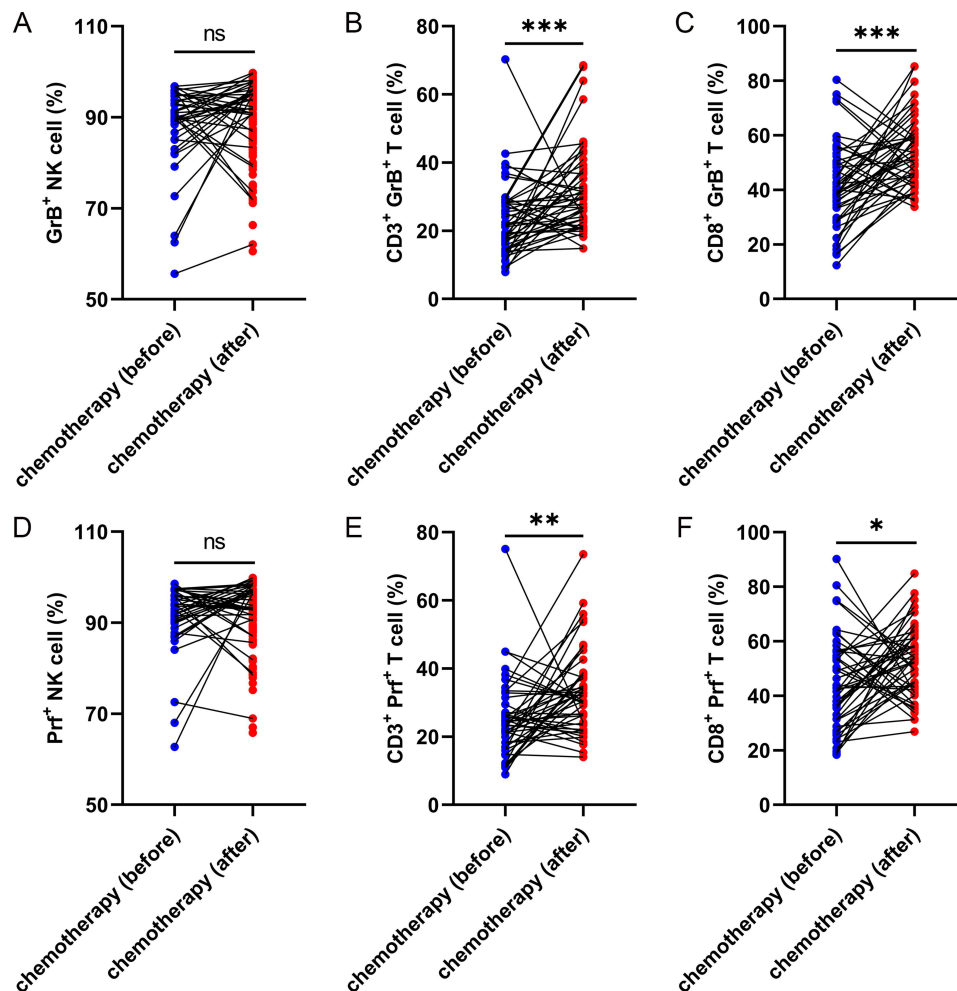 A
ns
GrB⁺ NK cell (%)
110
90
70
50
chemotherapy (before)
chemotherapy (after)
B
***
CD3⁺ GrB⁺ T cell (%)
80
60
40
20
0
chemotherapy (before)
chemotherapy (after)
C
***
CD8⁺ GrB⁺ T cell (%)
100
80
60
40
20
0
chemotherapy (before)
chemotherapy (after)
D
ns
Prf⁺ NK cell (%)
110
90
70
50
chemotherapy (before)
chemotherapy (after)
E
**
CD3⁺ Prf⁺ T cell (%)
80
60
40
20
0
chemotherapy (before)
chemotherapy (after)
F
*
CD8⁺ Prf⁺ T cell (%)
100
80
60
40
20
0
chemotherapy (before)
chemotherapy (after)